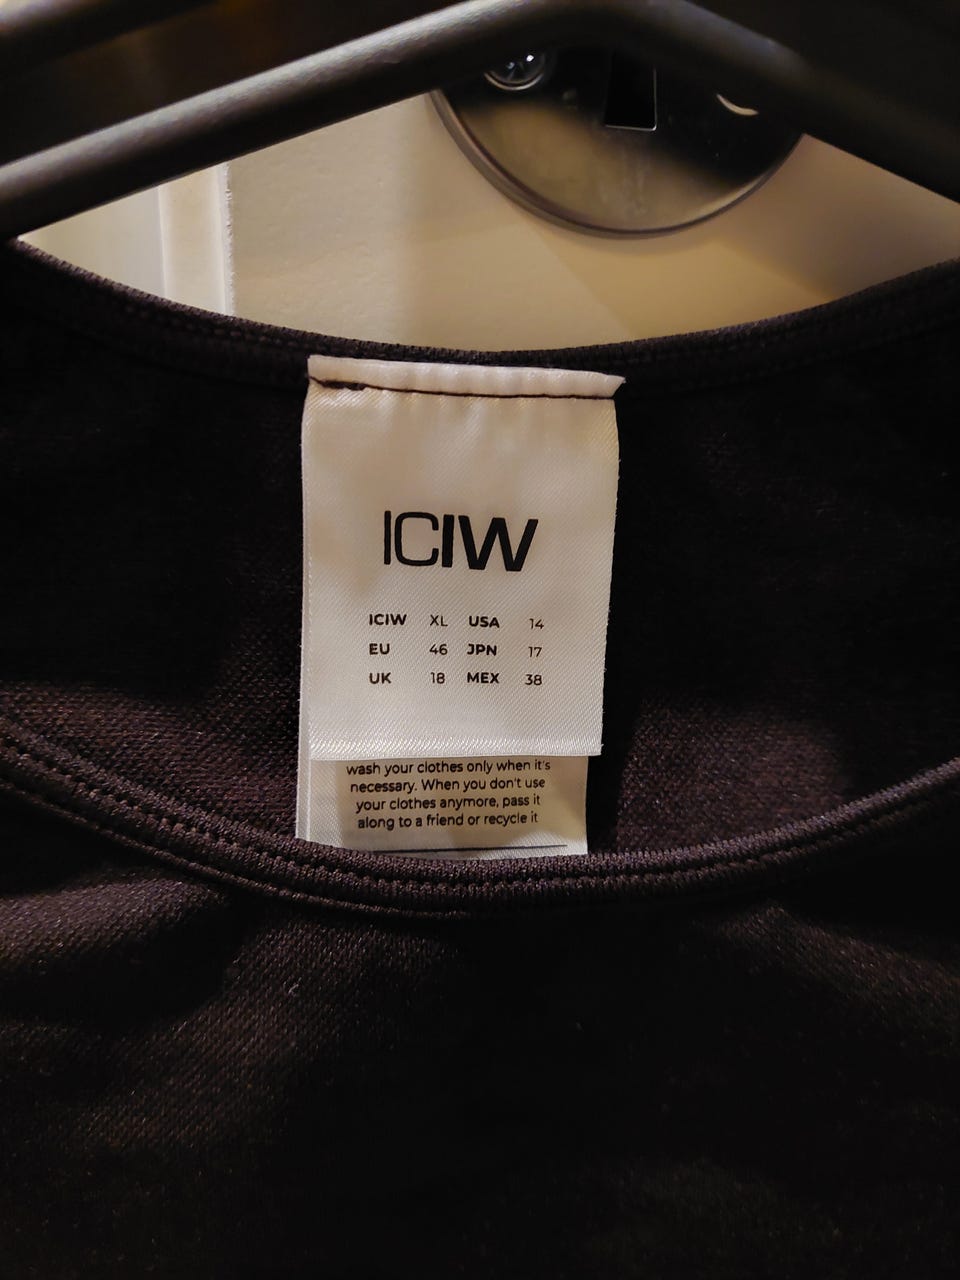 ICIW
ICIW XL USA 14
EU 46 JPN 17
UK 18 MEX 38
wash your clothes only when it's
necessary. When you don't use
your clothes anymore, pass it
along to a friend or recycle it